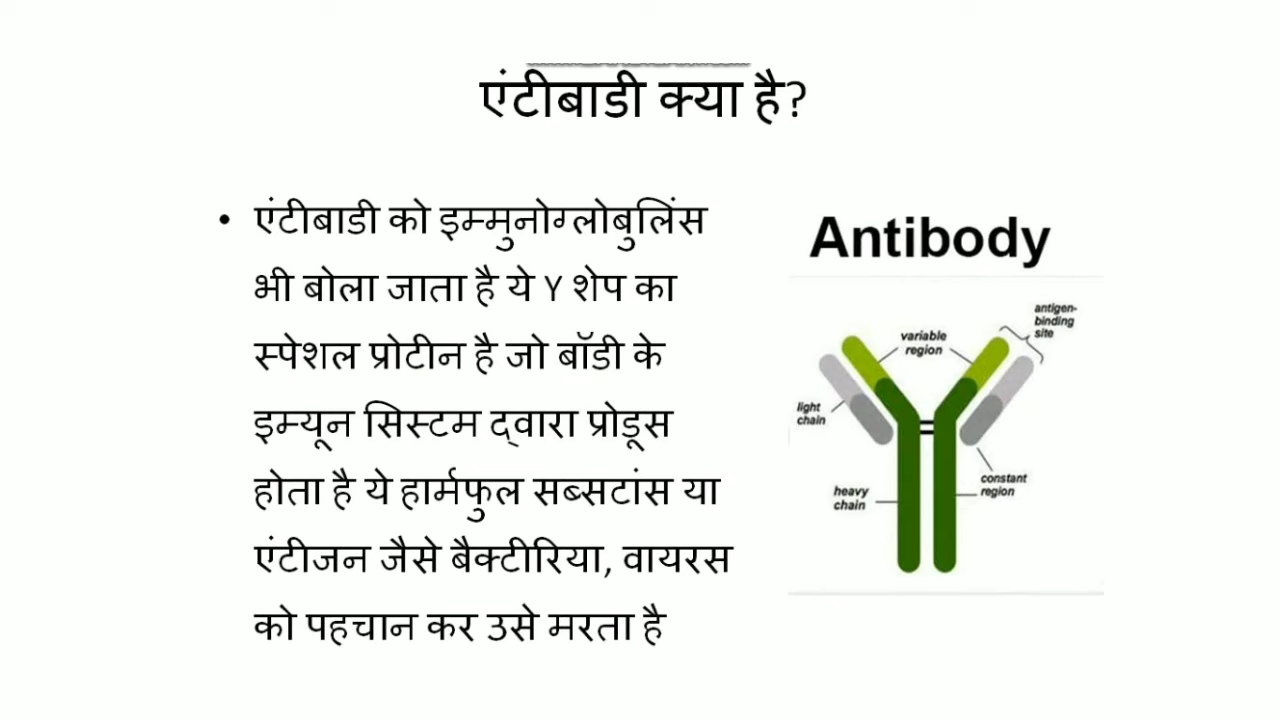 एंटीबाडी क्या है?
• एंटीबाडी को इम्मुनोग्लोबुलिंस
भी बोला जाता है ये Y शेप का
स्पेशल प्रोटीन है जो बॉडी के
इम्यून सिस्टम द्वारा प्रोडूस
होता है ये हार्मफुल सब्सटांस या
एंटीजन जैसे बैक्टीरिया, वायरस
को पहचान कर उसे मरता है
Antibody
antigen-
binding
site
variable
region
light
chain
heavy
chain
constant
region